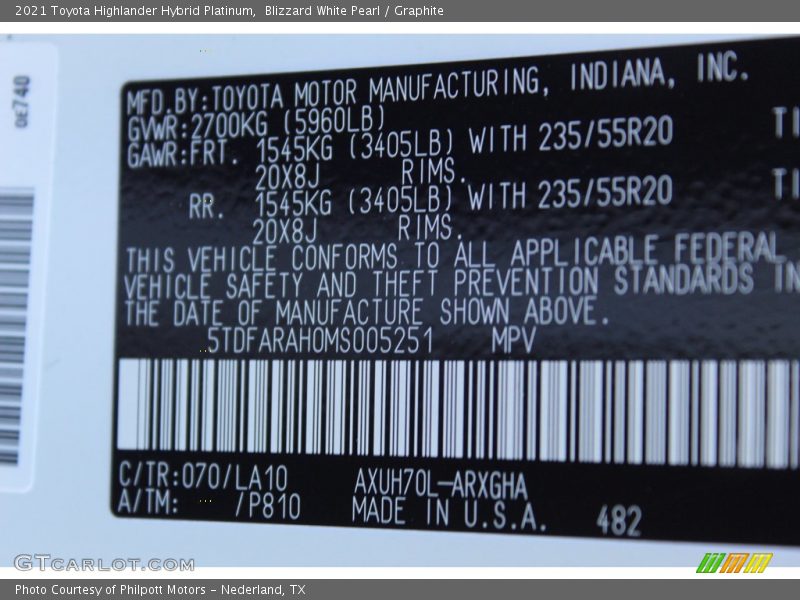 2021 Toyota Highlander Hybrid Platinum,  Blizzard White Pearl / Graphite
0E740
MFD.BY:TOYOTA MOTOR MANUFACTURING, INDIANA, INC.
GVWR:2700KG (5960LB)
GAWR:FRT. 1545KG (3405LB) WITH 235/55R20 TI
20X8J RIMS.
RR. 1545KG (3405LB) WITH 235/55R20 TI
20X8J RIMS.
THIS VEHICLE CONFORMS TO ALL APPLICABLE FEDERAL
VEHICLE SAFETY AND THEFT PREVENTION STANDARDS IN
THE DATE OF MANUFACTURE SHOWN ABOVE.
5TDFARAH0MS005251 MPV
C/TR:070/LA10 AXUH70L-ARXGHA
A/TM: /P810 MADE IN U.S.A. 482
GTCARLOT.COM
Photo Courtesy of Philpott Motors - Nederland, TX